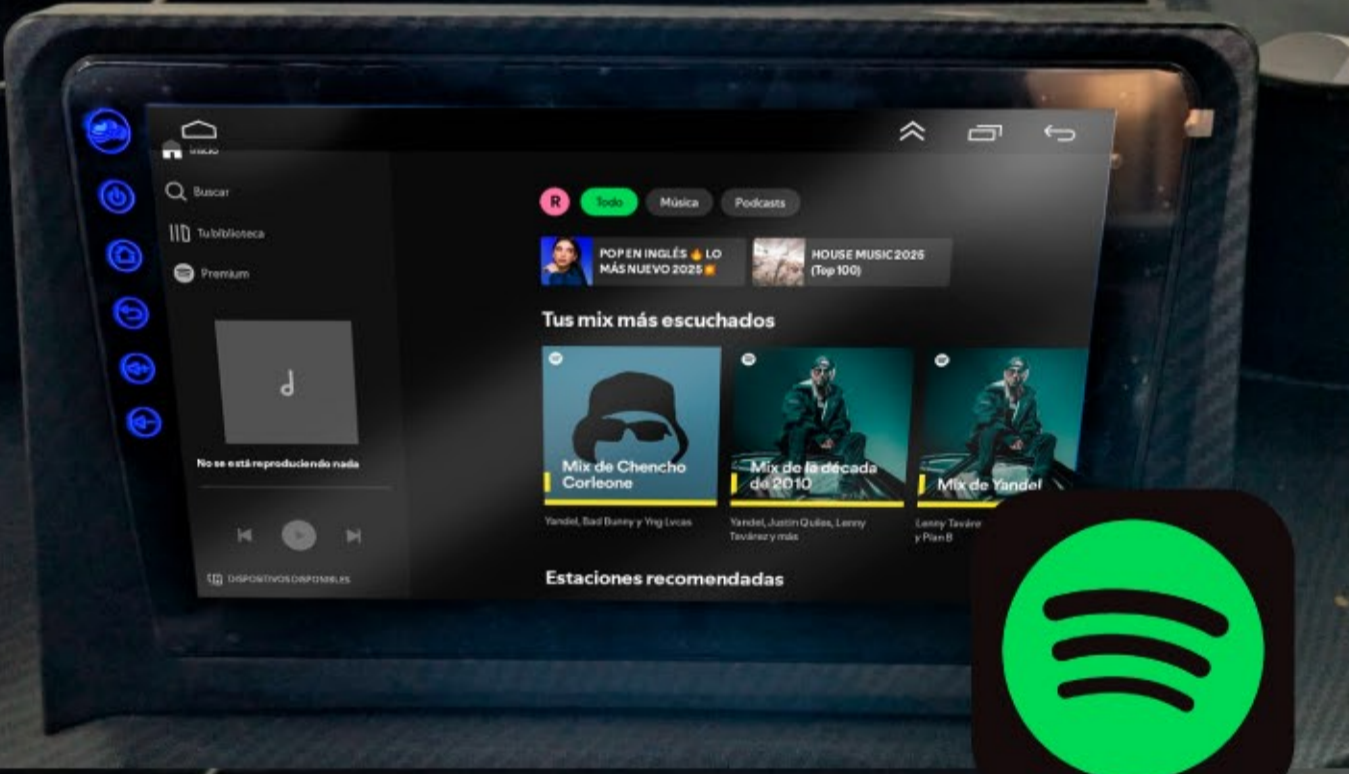 Inicio
Buscar
Tu biblioteca
Premium
No se está reproduciendo nada
DISPOSITIVOS DISPONIBLES
R
Todo
Música
Podcasts
POP EN INGLÉS 🔥 LO
MÁS NUEVO 2025💥
HOUSE MUSIC 2025
(Top 100)
Tus mix más escuchados
Mix de Chencho
Corleone
Yandel, Bad Bunny y Yng Lvcas
Mix de la década
de 2010
Yandel, Justin Quiles, Lenny
Tavárez y más
Mix de Yandel
Lenny Taváre
y Plan B
Estaciones recomendadas